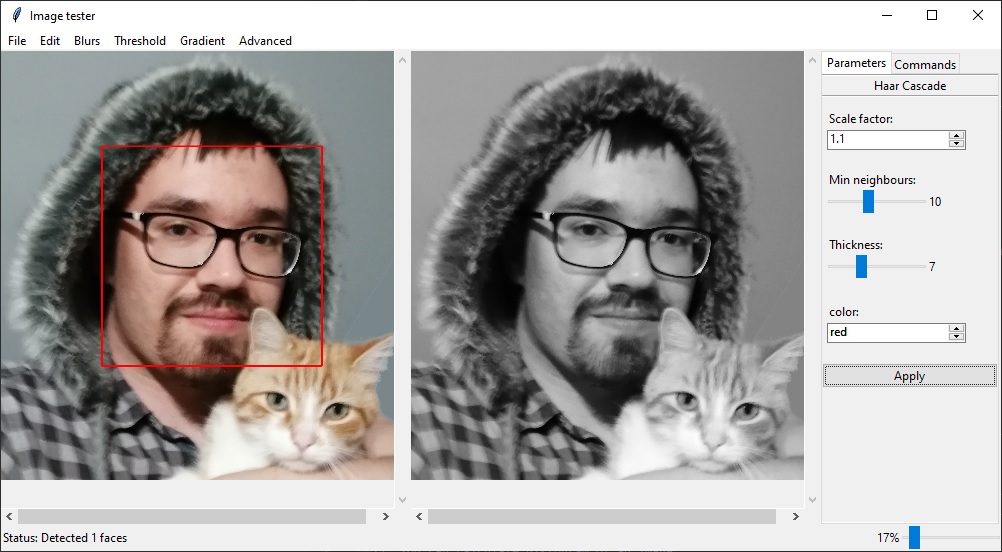 Image tester
File Edit Blurs Threshold Gradient Advanced
Parameters Commands
Haar Cascade
Scale factor:
1.1
Min neighbours:
10
Thickness:
7
color:
red
Apply
Status: Detected 1 faces
17%